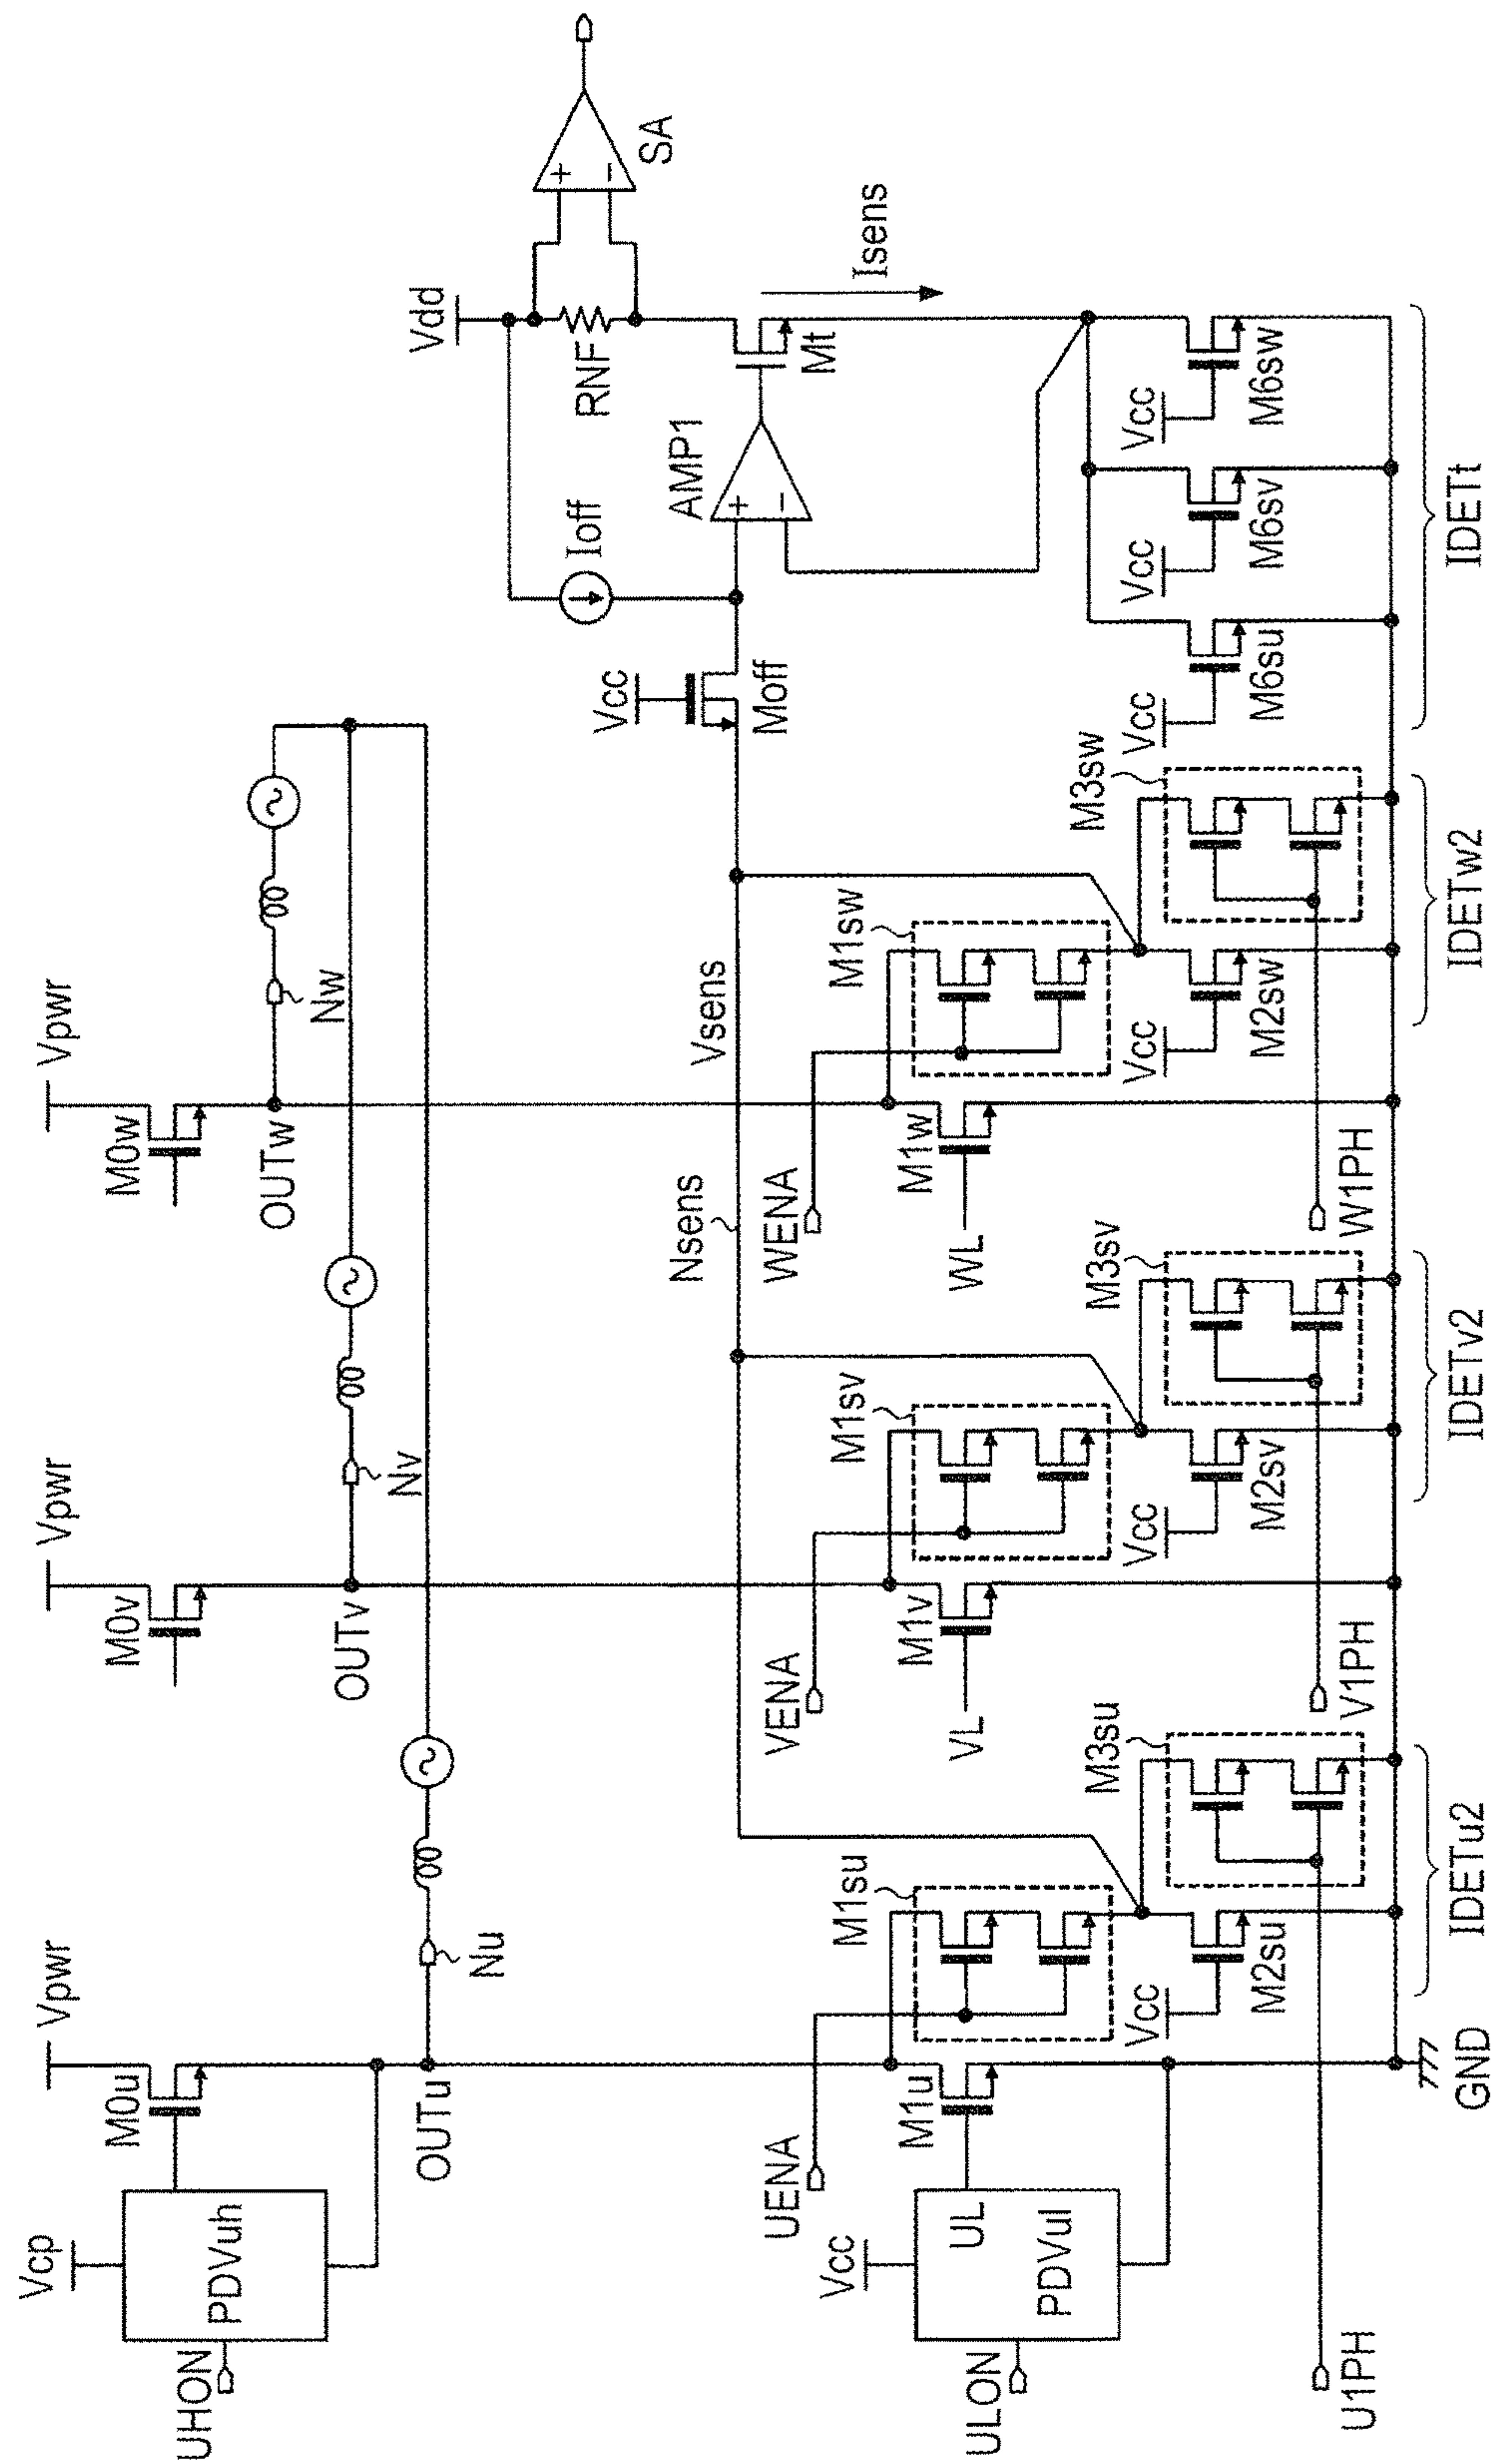 UHON
Vcp
PDVuh
M0u
Vpwr
OUTu
Nu
M0v
Vpwr
OUTv
Nv
M0w
Vpwr
OUTw
Nw
ULON
Vcc
UL
PDVul
UENA
M1u
M1su
Vcc
M2su
M3su
U1PH
GND
IDETu2
VENA
VL
M1v
M1sv
Vcc
M2sv
M3sv
V1PH
IDETv2
Nsens
Vsens
WENA
WL
M1w
M1sw
Vcc
M2sw
M3sw
W1PH
IDETw2
Vcc
Moff
Ioff
Vdd
RNF
+
−
SA
AMP1
+
−
Mt
Isens
Vcc
M6su
Vcc
M6sv
Vcc
M6sw
IDETt